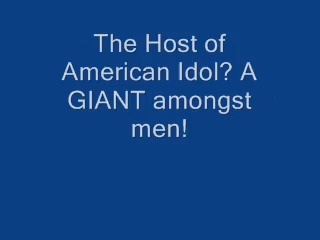 The Host of
American Idol? A
GIANT amongst
men!